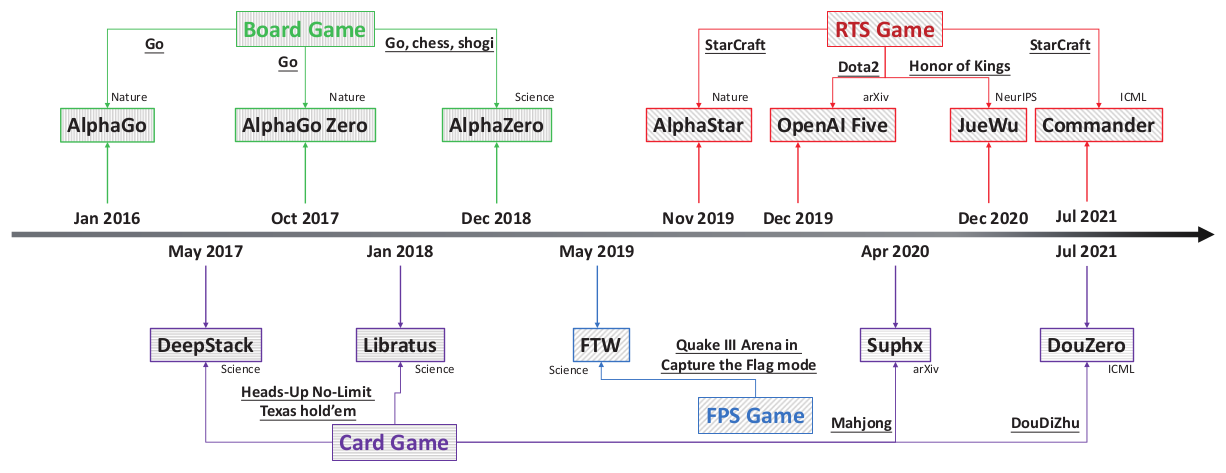 Board Game
RTS Game
Go
Go
Go, chess, shogi
StarCraft
Dota2
Honor of Kings
StarCraft
Nature
Nature
Science
Nature
arXiv
NeurIPS
ICML
AlphaGo
AlphaGo Zero
AlphaZero
AlphaStar
OpenAI Five
JueWu
Commander
Jan 2016
Oct 2017
Dec 2018
Nov 2019
Dec 2019
Dec 2020
Jul 2021
May 2017
Jan 2018
May 2019
Apr 2020
Jul 2021
DeepStack
Libratus
FTW
Suphx
DouZero
Science
Science
Science
arXiv
ICML
Quake III Arena in
Capture the Flag mode
Heads-Up No-Limit
Texas hold’em
FPS Game
Mahjong
DouDiZhu
Card Game